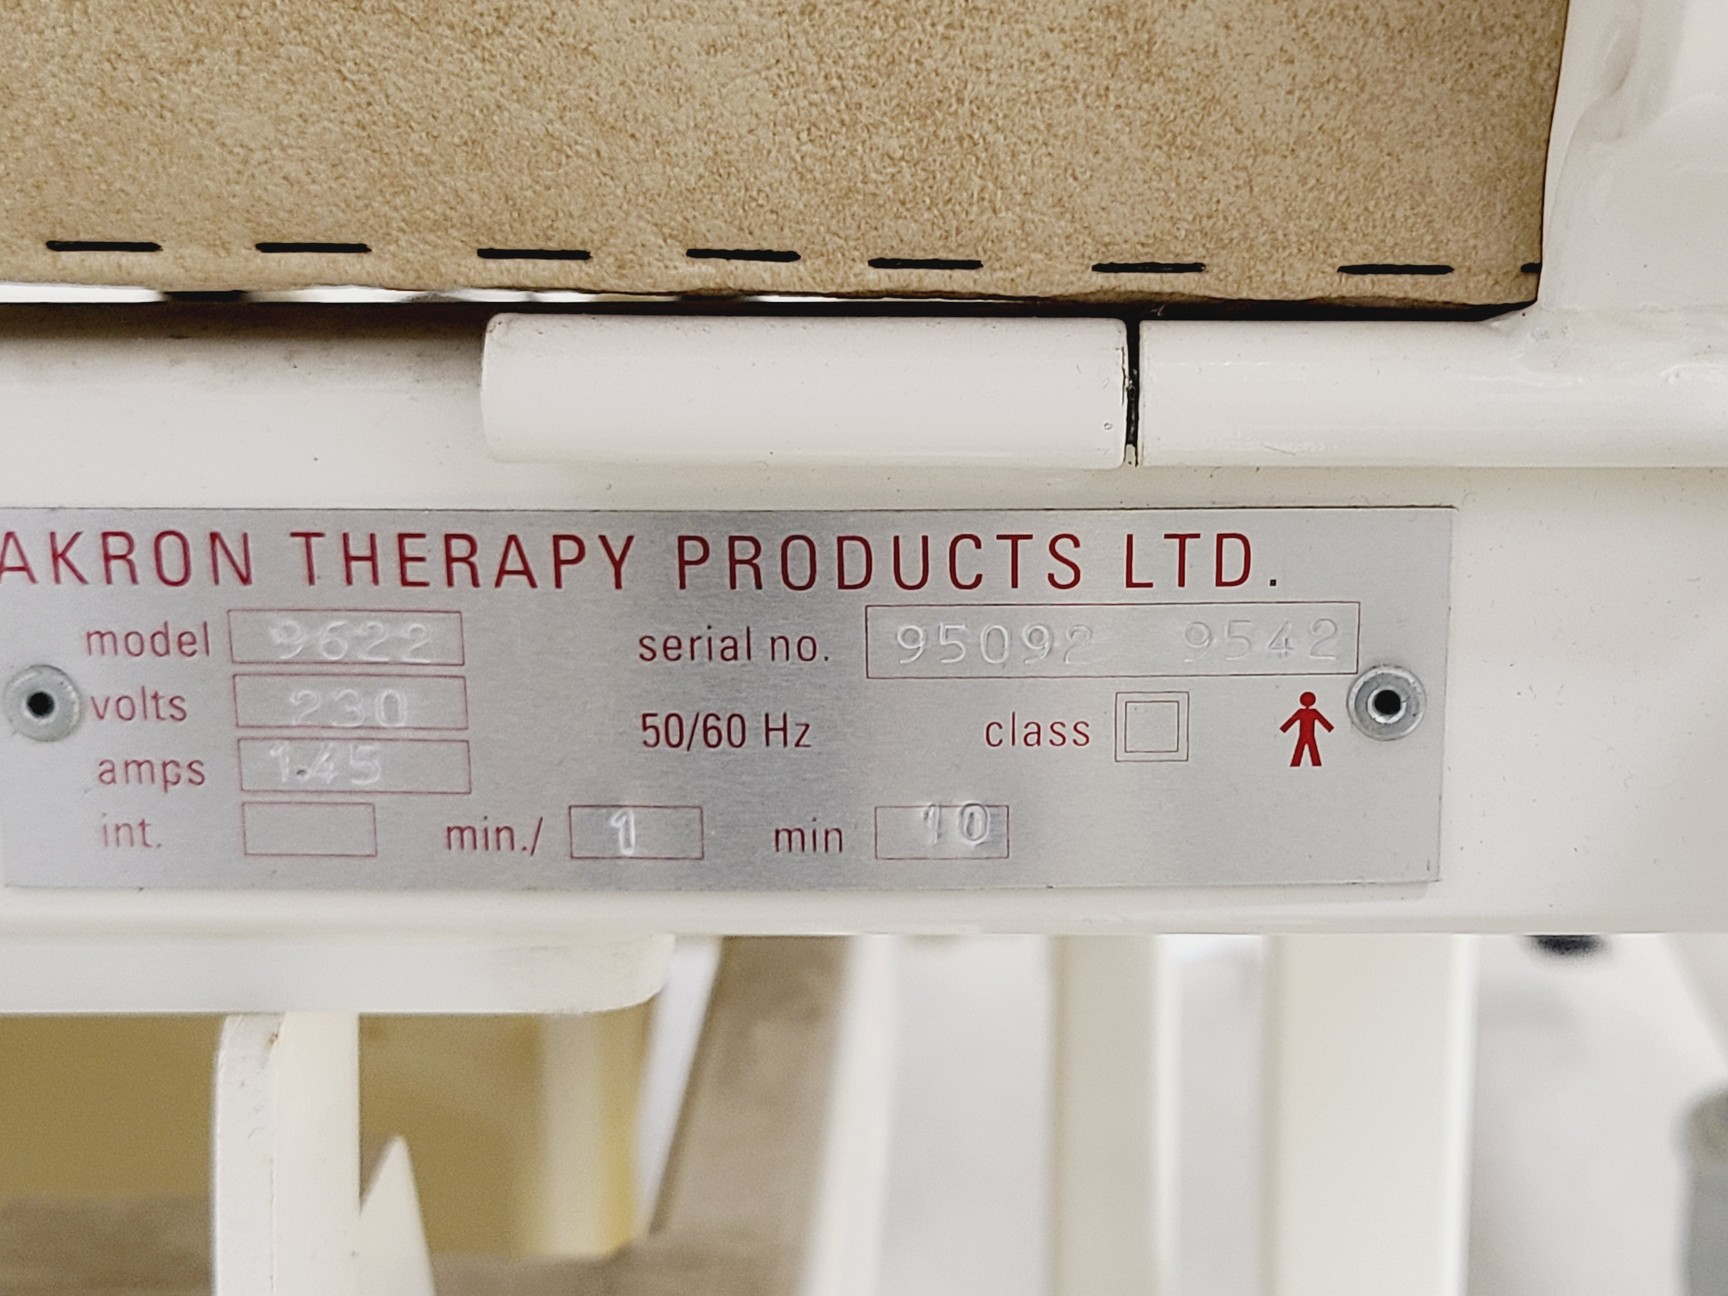 AKRON THERAPY PRODUCTS LTD.
model 9622 serial no. 95092 9542
volts 230 50/60 Hz class
amps 1.45
int. min./ 1 min 10